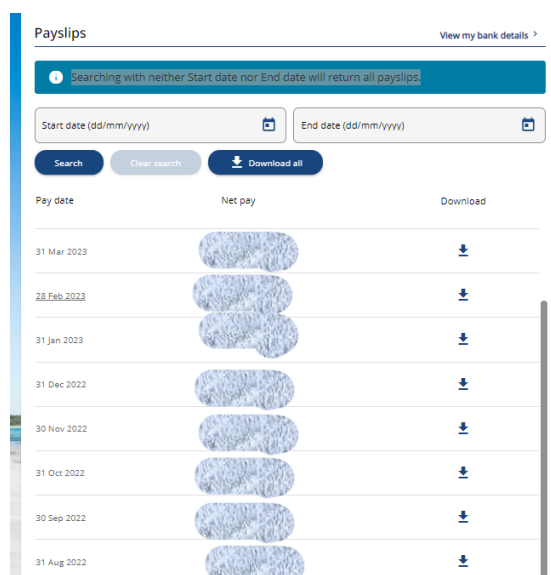 Payslips
View my bank details >
Searching with neither Start date nor End date will return all payslips.
Start date (dd/mm/yyyy) End date (dd/mm/yyyy)
Search Clear search Download all
Pay date Net pay Download
31 Mar 2023
28 Feb 2023
31 Jan 2023
31 Dec 2022
30 Nov 2022
31 Oct 2022
30 Sep 2022
31 Aug 2022